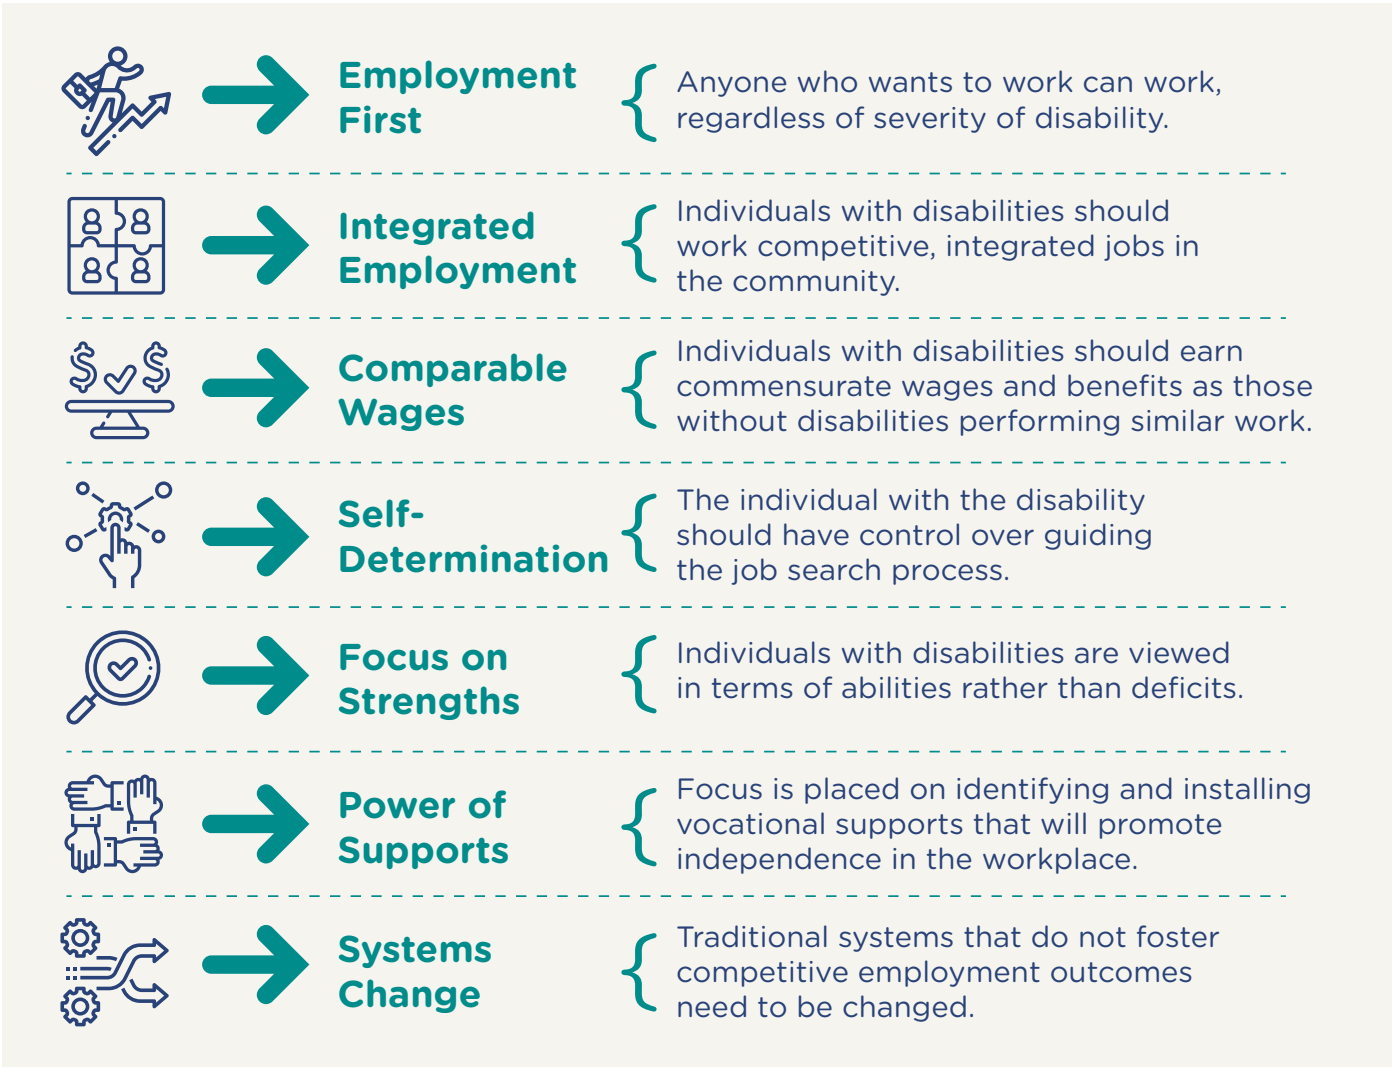 Employment
First
Anyone who wants to work can work,
regardless of severity of disability.
Integrated
Employment
Individuals with disabilities should
work competitive, integrated jobs in
the community.
Comparable
Wages
Individuals with disabilities should earn
commensurate wages and benefits as those
without disabilities performing similar work.
Self-
Determination
The individual with the disability
should have control over guiding
the job search process.
Focus on
Strengths
Individuals with disabilities are viewed
in terms of abilities rather than deficits.
Power of
Supports
Focus is placed on identifying and installing
vocational supports that will promote
independence in the workplace.
Systems
Change
Traditional systems that do not foster
competitive employment outcomes
need to be changed.